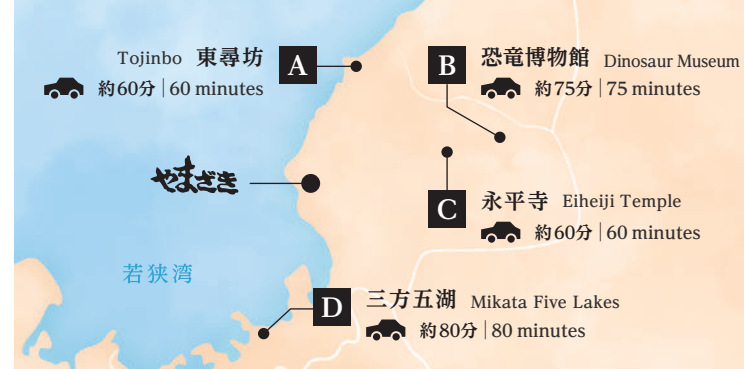 Tojinbo 東尋坊 A
約60分 | 60 minutes
B 恐竜博物館 Dinosaur Museum
約75分 | 75 minutes
やまざき
C 永平寺 Eiheiji Temple
約60分 | 60 minutes
若狭湾
D 三方五湖 Mikata Five Lakes
約80分 | 80 minutes